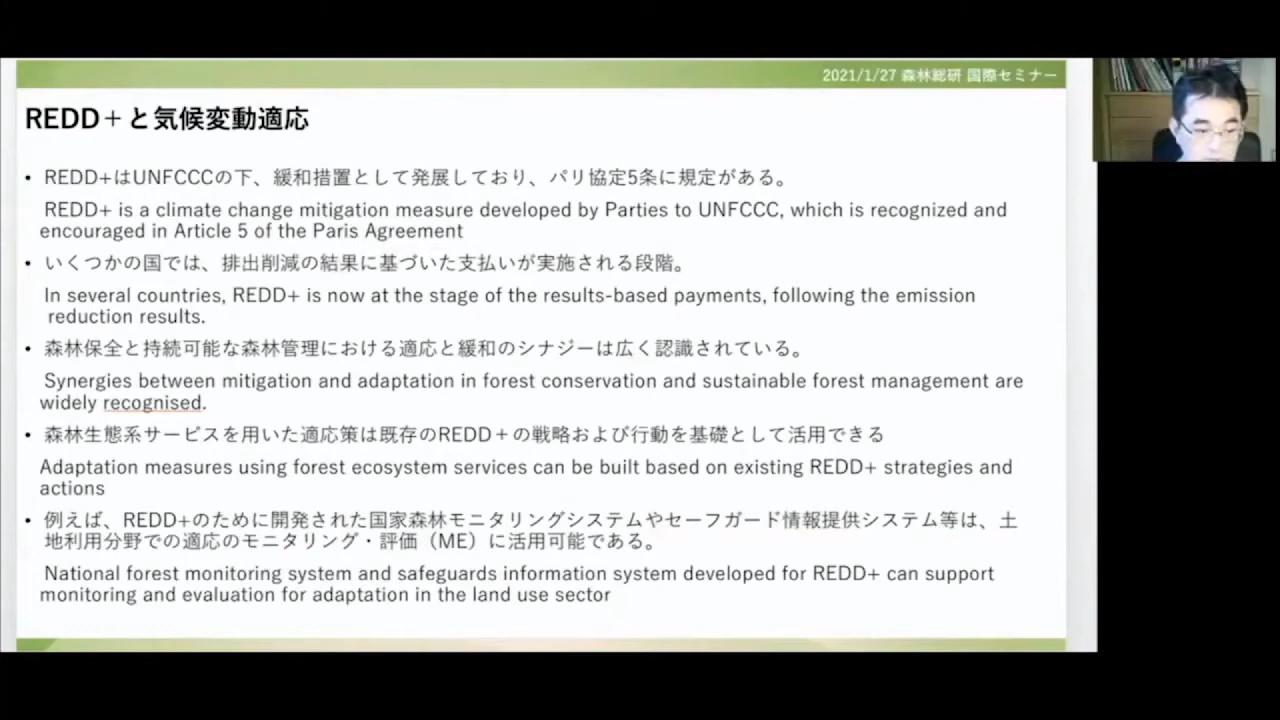 2021/1/27 森林総研 国際セミナー
REDD＋と気候変動適応
• REDD+はUNFCCCの下、緩和措置として発展しており、パリ協定5条に規定がある。
REDD+ is a climate change mitigation measure developed by Parties to UNFCCC, which is recognized and
encouraged in Article 5 of the Paris Agreement
• いくつかの国では、排出削減の結果に基づいた支払いが実施される段階。
In several countries, REDD+ is now at the stage of the results-based payments, following the emission
reduction results.
• 森林保全と持続可能な森林管理における適応と緩和のシナジーは広く認識されている。
Synergies between mitigation and adaptation in forest conservation and sustainable forest management are
widely recognised.
• 森林生態系サービスを用いた適応策は既存のREDD＋の戦略および行動を基礎として活用できる
Adaptation measures using forest ecosystem services can be built based on existing REDD+ strategies and
actions
• 例えば、REDD+のために開発された国家森林モニタリングシステムやセーフガード情報提供システム等は、土
地利用分野での適応のモニタリング・評価（ME）に活用可能である。
National forest monitoring system and safeguards information system developed for REDD+ can support
monitoring and evaluation for adaptation in the land use sector